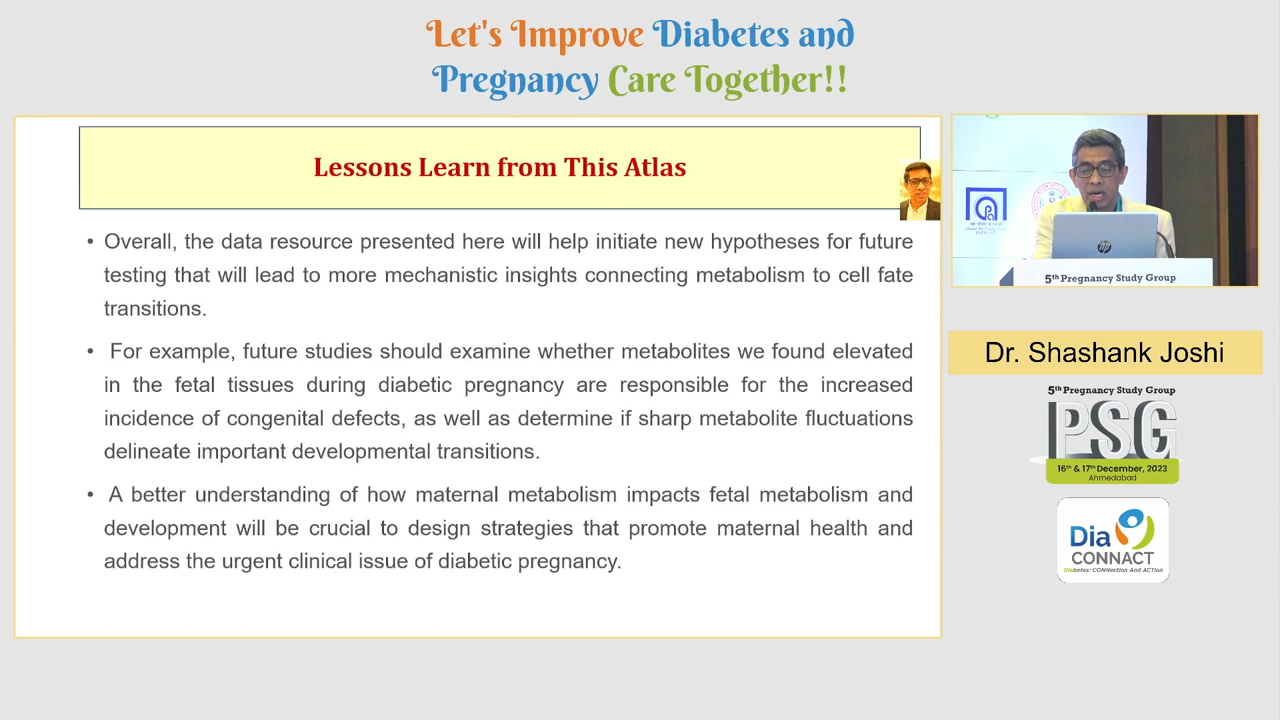 Let's Improve Diabetes and
Pregnancy Care Together!!
Lessons Learn from This Atlas
• Overall, the data resource presented here will help initiate new hypotheses for future
testing that will lead to more mechanistic insights connecting metabolism to cell fate
transitions.
• For example, future studies should examine whether metabolites we found elevated
in the fetal tissues during diabetic pregnancy are responsible for the increased
incidence of congenital defects, as well as determine if sharp metabolite fluctuations
delineate important developmental transitions.
• A better understanding of how maternal metabolism impacts fetal metabolism and
development will be crucial to design strategies that promote maternal health and
address the urgent clinical issue of diabetic pregnancy.
hp
5th Pregnancy Study Group
Dr. Shashank Joshi
5th Pregnancy Study Group
PSG
16th & 17th December, 2023
Ahmedabad
Dia
CONNACT
Diabetes: CONNection And ACTion